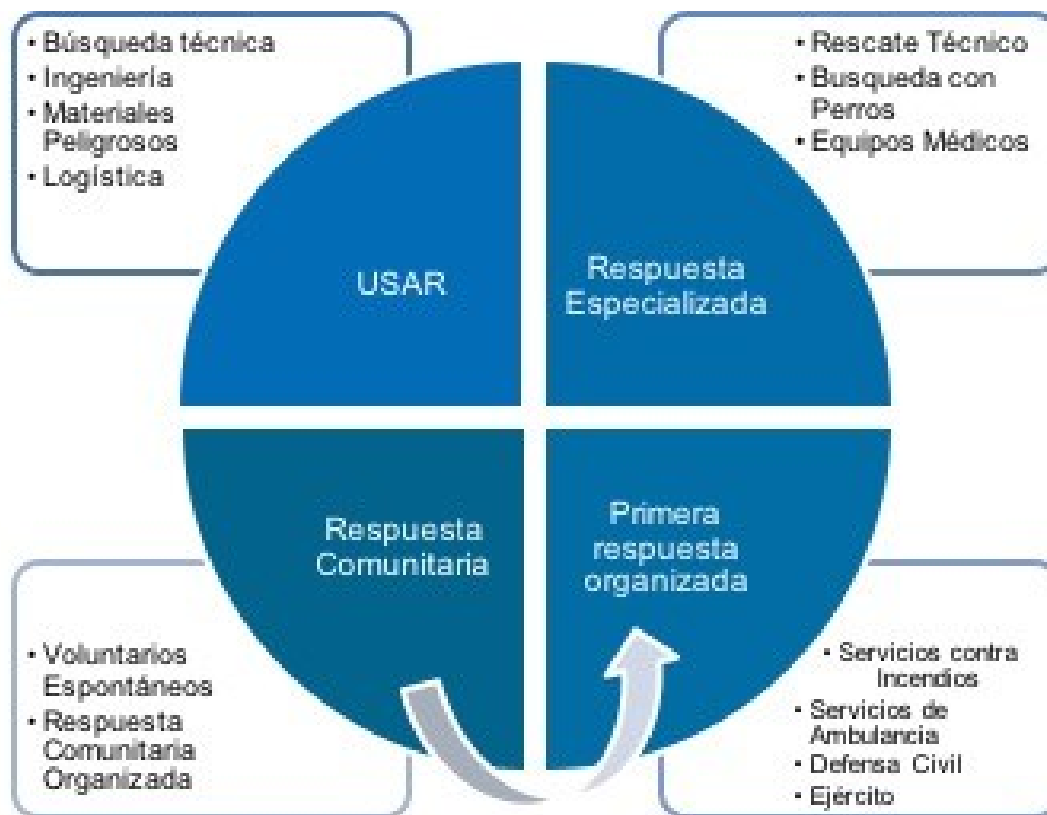 • Búsqueda técnica
• Ingeniería
• Materiales
Peligrosos
• Logística
• Rescate Técnico
• Busqueda con
Perros
• Equipos Médicos
USAR
Respuesta
Especializada
Respuesta
Comunitaria
Primera
respuesta
organizada
• Voluntarios
Espontáneos
• Respuesta
Comunitaria
Organizada
• Servicios contra
Incendios
• Servicios de
Ambulancia
• Defensa Civil
• Ejército